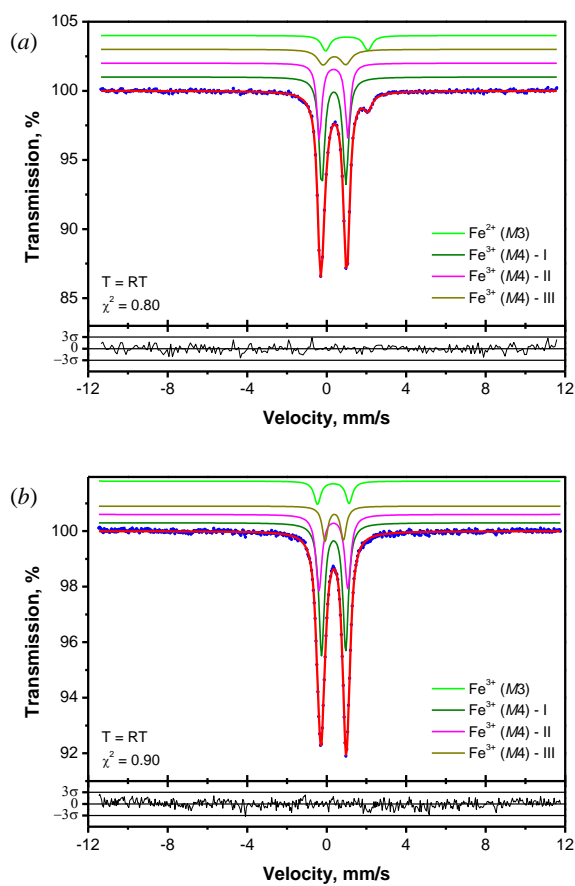 (a)
105
100
95
90
85
Transmission, %
Fe²⁺ (M3)
Fe³⁺ (M4) - I
Fe³⁺ (M4) - II
Fe³⁺ (M4) - III
T = RT
χ² = 0.80
3σ
0
−3σ
-12 -8 -4 0 4 8 12
Velocity, mm/s
(b)
100
98
96
94
92
Transmission, %
Fe³⁺ (M3)
Fe³⁺ (M4) - I
Fe³⁺ (M4) - II
Fe³⁺ (M4) - III
T = RT
χ² = 0.90
3σ
0
−3σ
-12 -8 -4 0 4 8 12
Velocity, mm/s